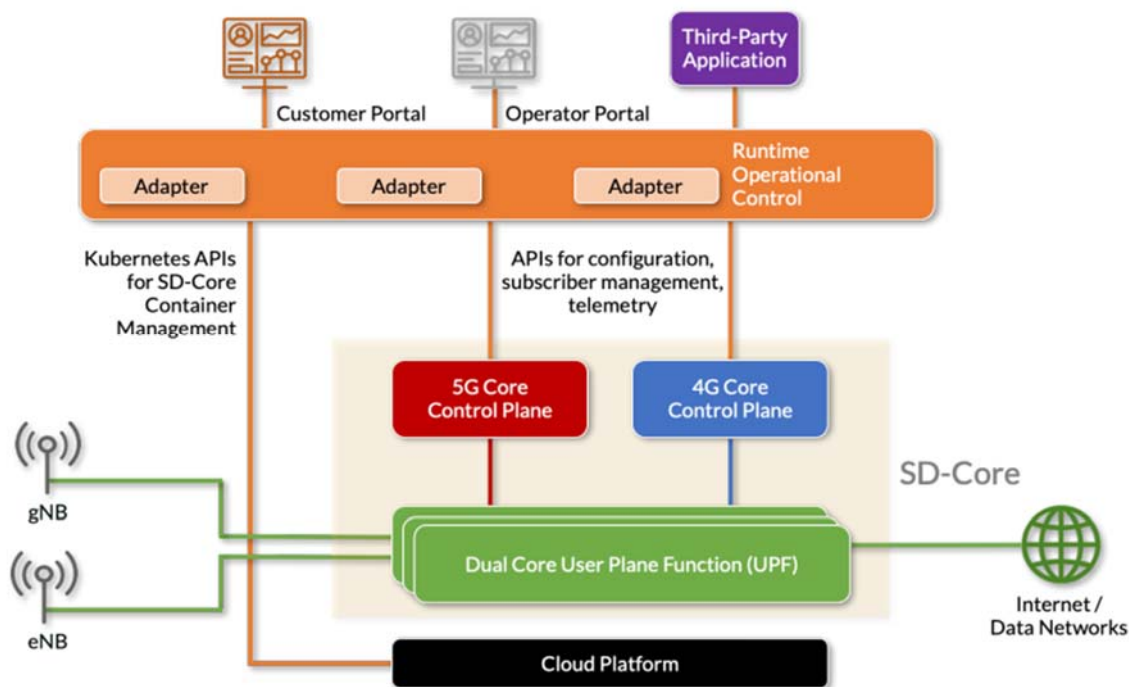 Third-Party
Application
Customer Portal
Operator Portal
Adapter
Adapter
Adapter
Runtime
Operational
Control
Kubernetes APIs
for SD-Core
Container
Management
APIs for configuration,
subscriber management,
telemetry
5G Core
Control Plane
4G Core
Control Plane
SD-Core
gNB
Dual Core User Plane Function (UPF)
eNB
Internet /
Data Networks
Cloud Platform